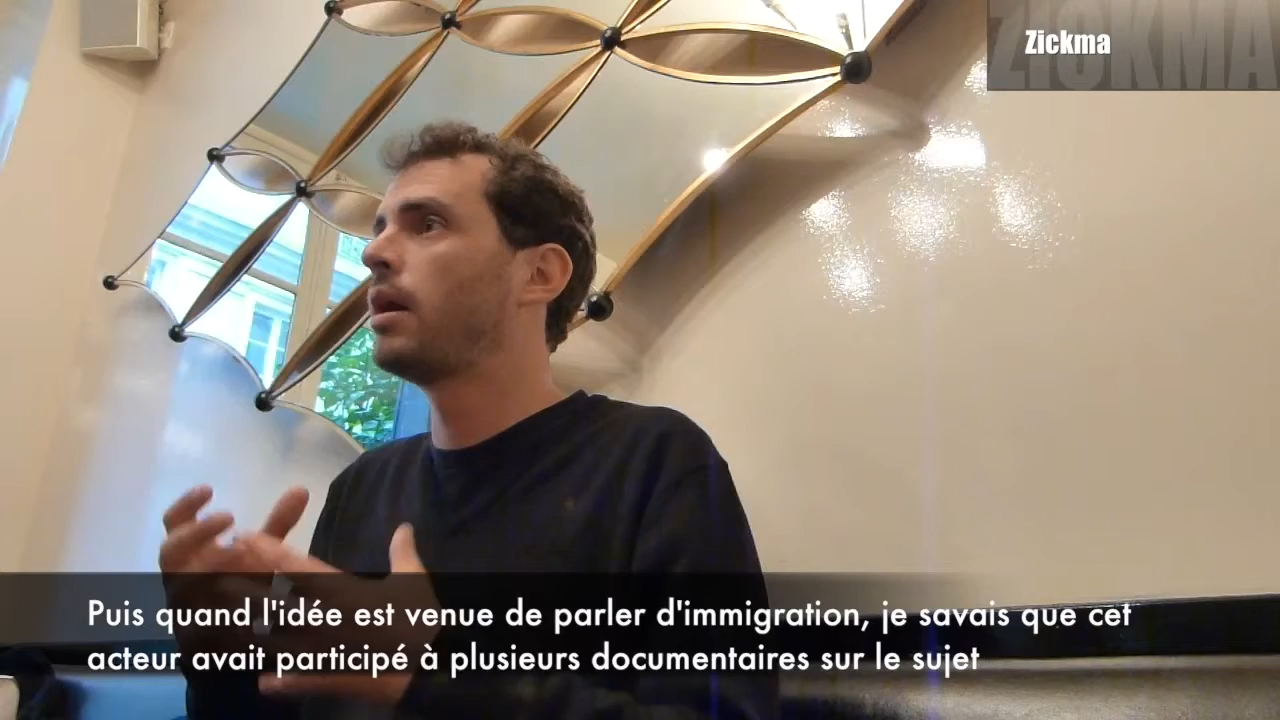 Zickma
ZICKMA
Puis quand l'idée est venue de parler d'immigration, je savais que cet
acteur avait participé à plusieurs documentaires sur le sujet